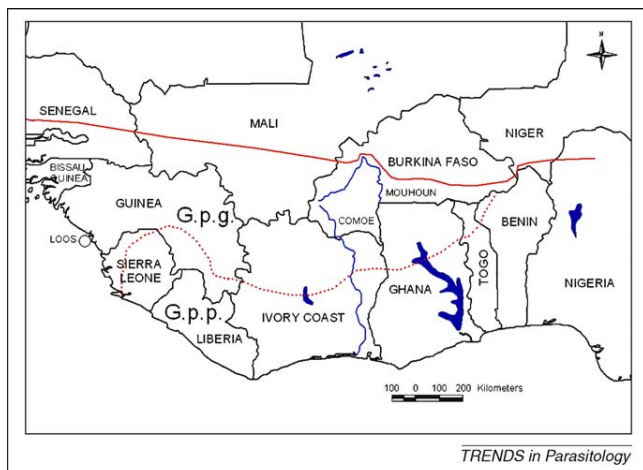 N
SENEGAL
MALI
NIGER
BURKINA FASO
BISSAU
GUINEA
MOUHOUN
GUINEA
G.p.g.
COMOE
BENIN
LOOS
SIERRA
LEONE
TOGO
GHANA
NIGERIA
G.p.p.
IVORY COAST
LIBERIA
100 0 100 200 Kilometers
TRENDS in Parasitology